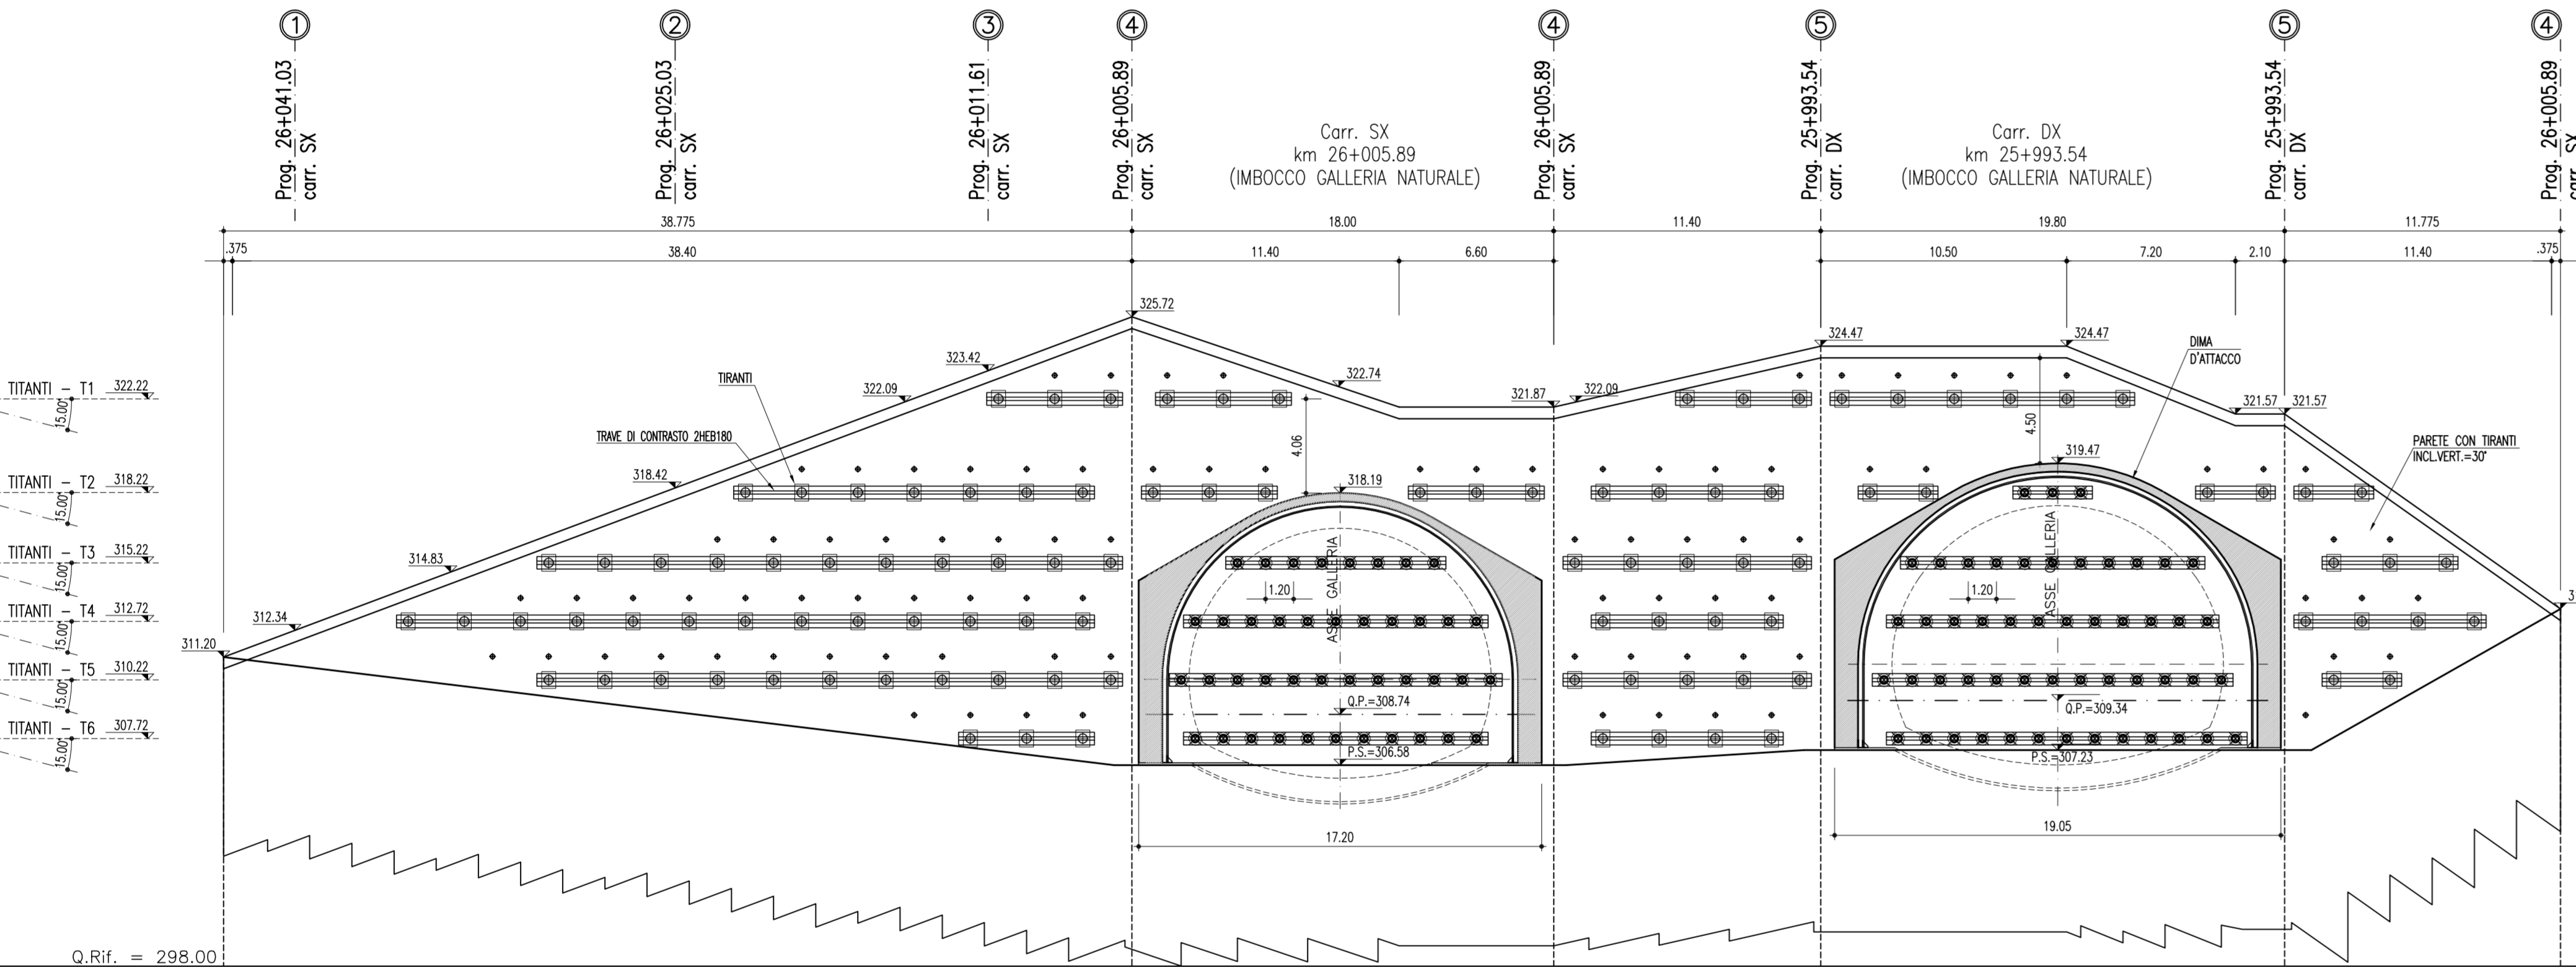 1
2
3
4
4
5
5
4
Prog. 26+041.03
carr. SX
Prog. 26+025.03
carr. SX
Prog. 26+011.61
carr. SX
Prog. 26+005.89
carr. SX
Prog. 26+005.89
carr. SX
Prog. 25+993.54
carr. DX
Prog. 25+993.54
carr. DX
Prog. 26+005.89
carr. SX
Carr. SX
km 26+005.89
(IMBOCCO GALLERIA NATURALE)
Carr. DX
km 25+993.54
(IMBOCCO GALLERIA NATURALE)
38.775
18.00
11.40
19.80
11.775
.375
38.40
11.40
6.60
10.50
7.20
2.10
11.40
.375
325.72
324.47
324.47
DIMA
D'ATTACCO
323.42
322.74
322.09
321.87
322.09
321.57
321.57
TITANTI - T1 322.22
15.00°
TIRANTI
TRAVE DI CONTRASTO 2HEB180
4.06
4.50
PARETE CON TIRANTI
INCL.VERT.=30°
319.47
318.42
318.19
TITANTI - T2 318.22
15.00°
314.83
TITANTI - T3 315.22
15.00°
ASSE GALLERIA
ASSE GALLERIA
1.20
1.20
TITANTI - T4 312.72
15.00°
312.34
311.20
TITANTI - T5 310.22
15.00°
Q.P.=308.74
Q.P.=309.34
TITANTI - T6 307.72
15.00°
P.S.=306.58
P.S.=307.23
17.20
19.05
Q.Rif. = 298.00